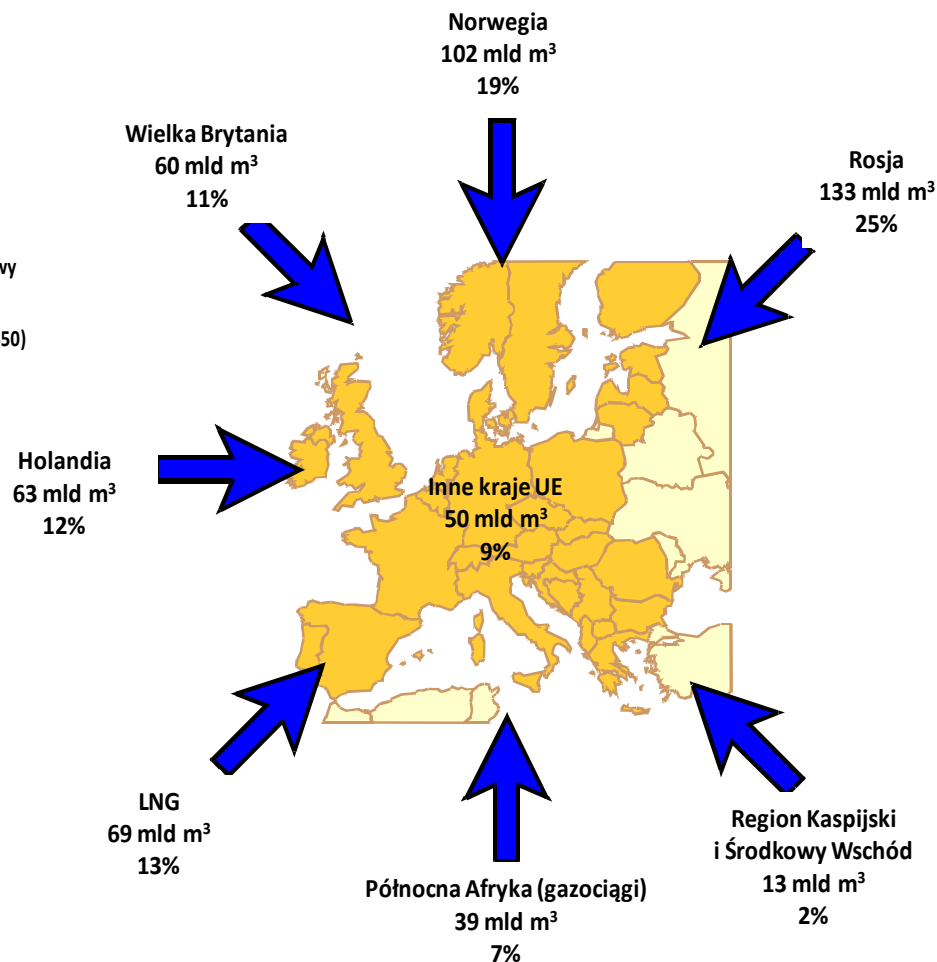 Norwegia
102 mld m³
19%
Wielka Brytania
60 mld m³
11%
Rosja
133 mld m³
25%
wy
50)
Holandia
63 mld m³
12%
Inne kraje UE
50 mld m³
9%
LNG
69 mld m³
13%
Północna Afryka (gazociągi)
39 mld m³
7%
Region Kaspijski
i Środkowy Wschód
13 mld m³
2%